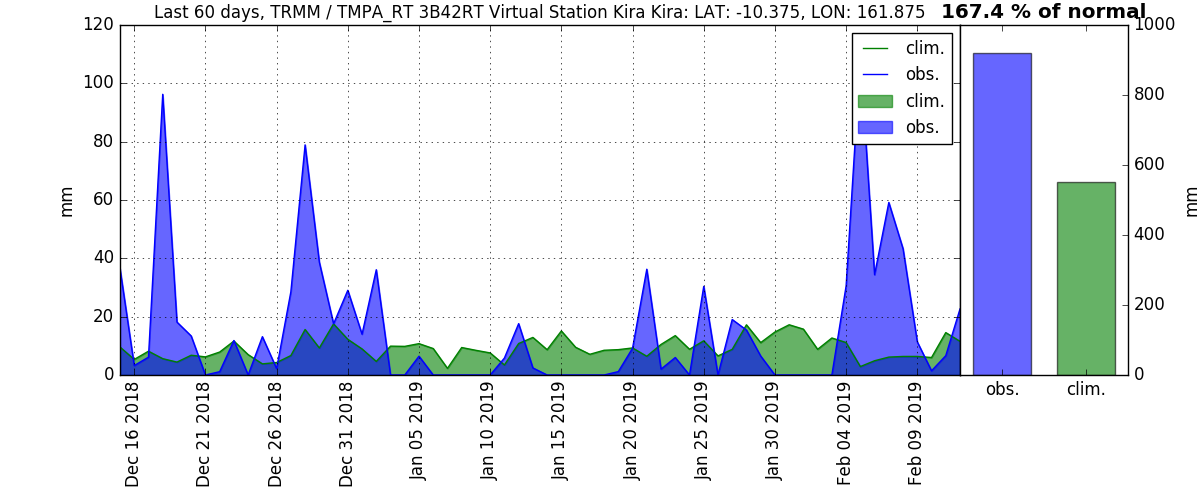 Last 60 days, TRMM / TMPA_RT 3B42RT Virtual Station Kira Kira: LAT: -10.375, LON: 161.875
167.4 % of normal
120
100
80
60
40
20
0
mm
clim.
obs.
clim.
obs.
1000
800
600
400
200
0
mm
Dec 16 2018
Dec 21 2018
Dec 26 2018
Dec 31 2018
Jan 05 2019
Jan 10 2019
Jan 15 2019
Jan 20 2019
Jan 25 2019
Jan 30 2019
Feb 04 2019
Feb 09 2019
obs.
clim.